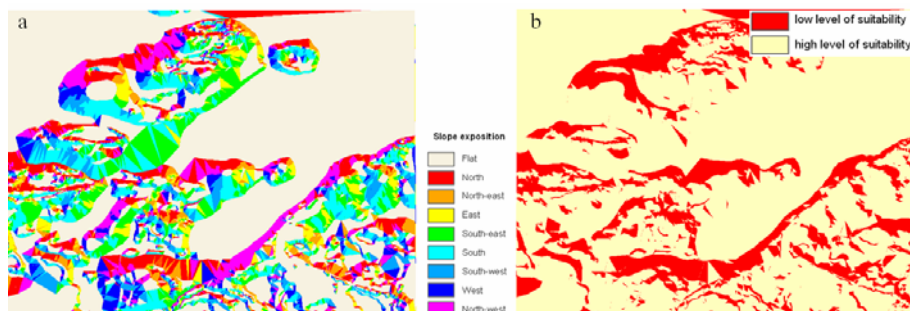 a
Slope exposition
Flat
North
North-east
East
South-east
South
South-west
West
North-west
b
low level of suitability
high level of suitability